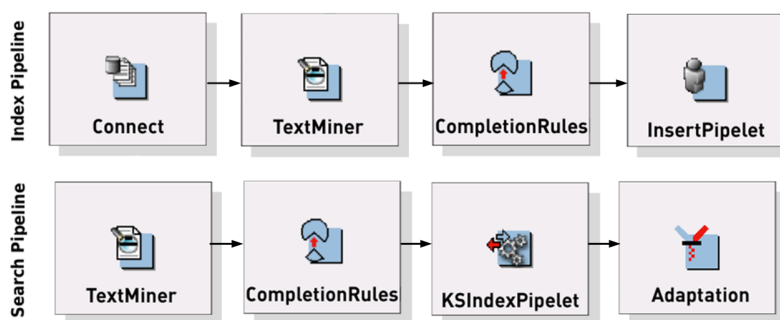 Index Pipeline
Connect
TextMiner
CompletionRules
InsertPipelet
Search Pipeline
TextMiner
CompletionRules
KSIndexPipelet
Adaptation